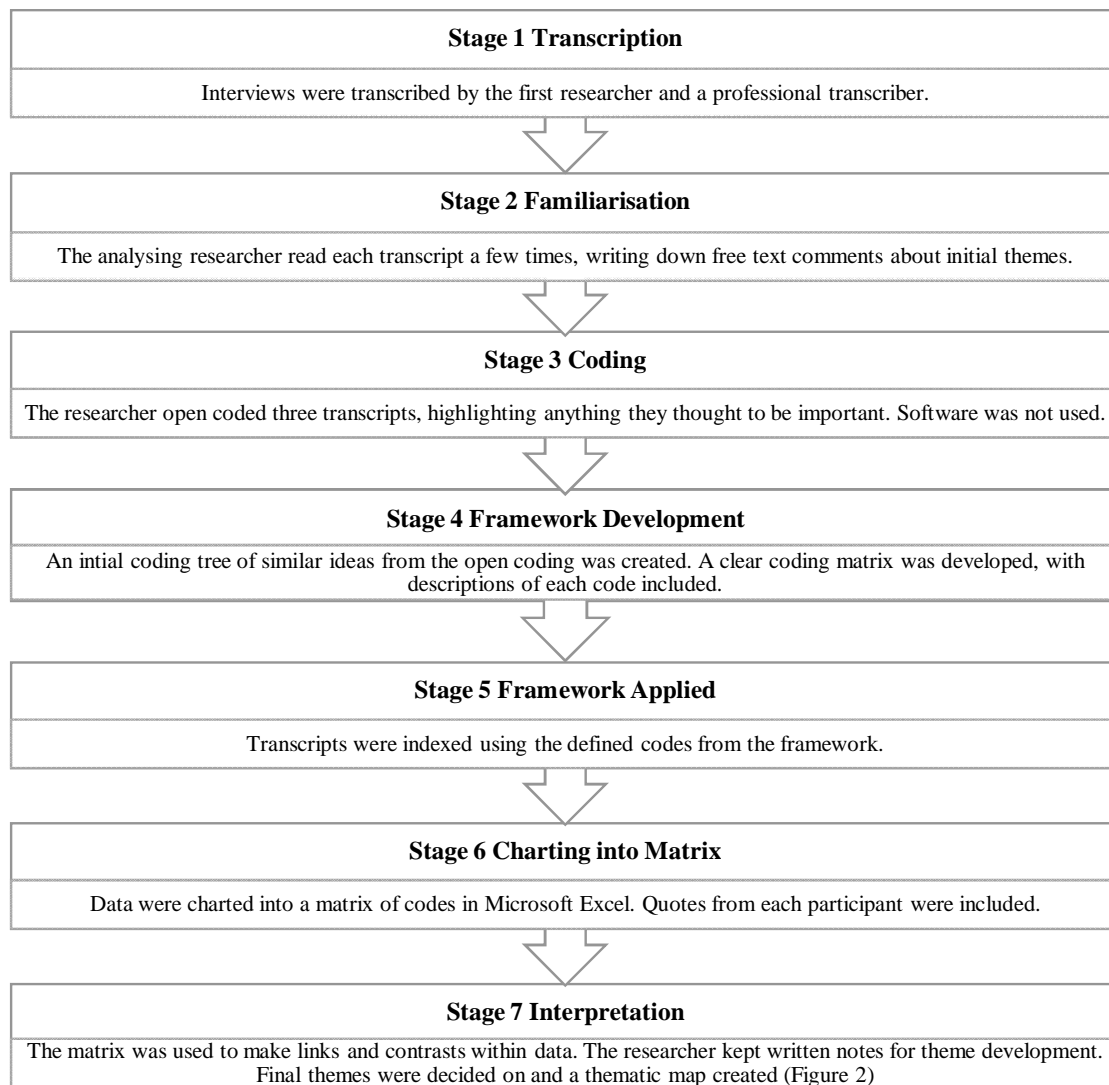 Stage 1 Transcription
Interviews were transcribed by the first researcher and a professional transcriber.
Stage 2 Familiarisation
The analysing researcher read each transcript a few times, writing down free text comments about initial themes.
Stage 3 Coding
The researcher open coded three transcripts, highlighting anything they thought to be important. Software was not used.
Stage 4 Framework Development
An intial coding tree of similar ideas from the open coding was created. A clear coding matrix was developed, with
descriptions of each code included.
Stage 5 Framework Applied
Transcripts were indexed using the defined codes from the framework.
Stage 6 Charting into Matrix
Data were charted into a matrix of codes in Microsoft Excel. Quotes from each participant were included.
Stage 7 Interpretation
The matrix was used to make links and contrasts within data. The researcher kept written notes for theme development.
Final themes were decided on and a thematic map created (Figure 2)